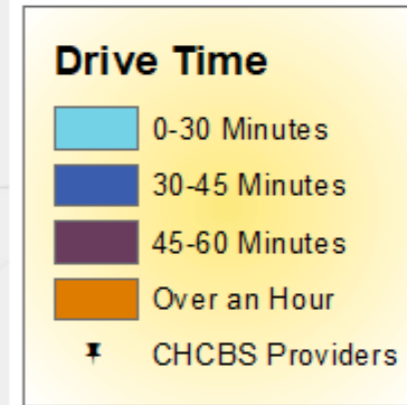 Drive Time
0-30 Minutes
30-45 Minutes
45-60 Minutes
Over an Hour
CHCBS Providers